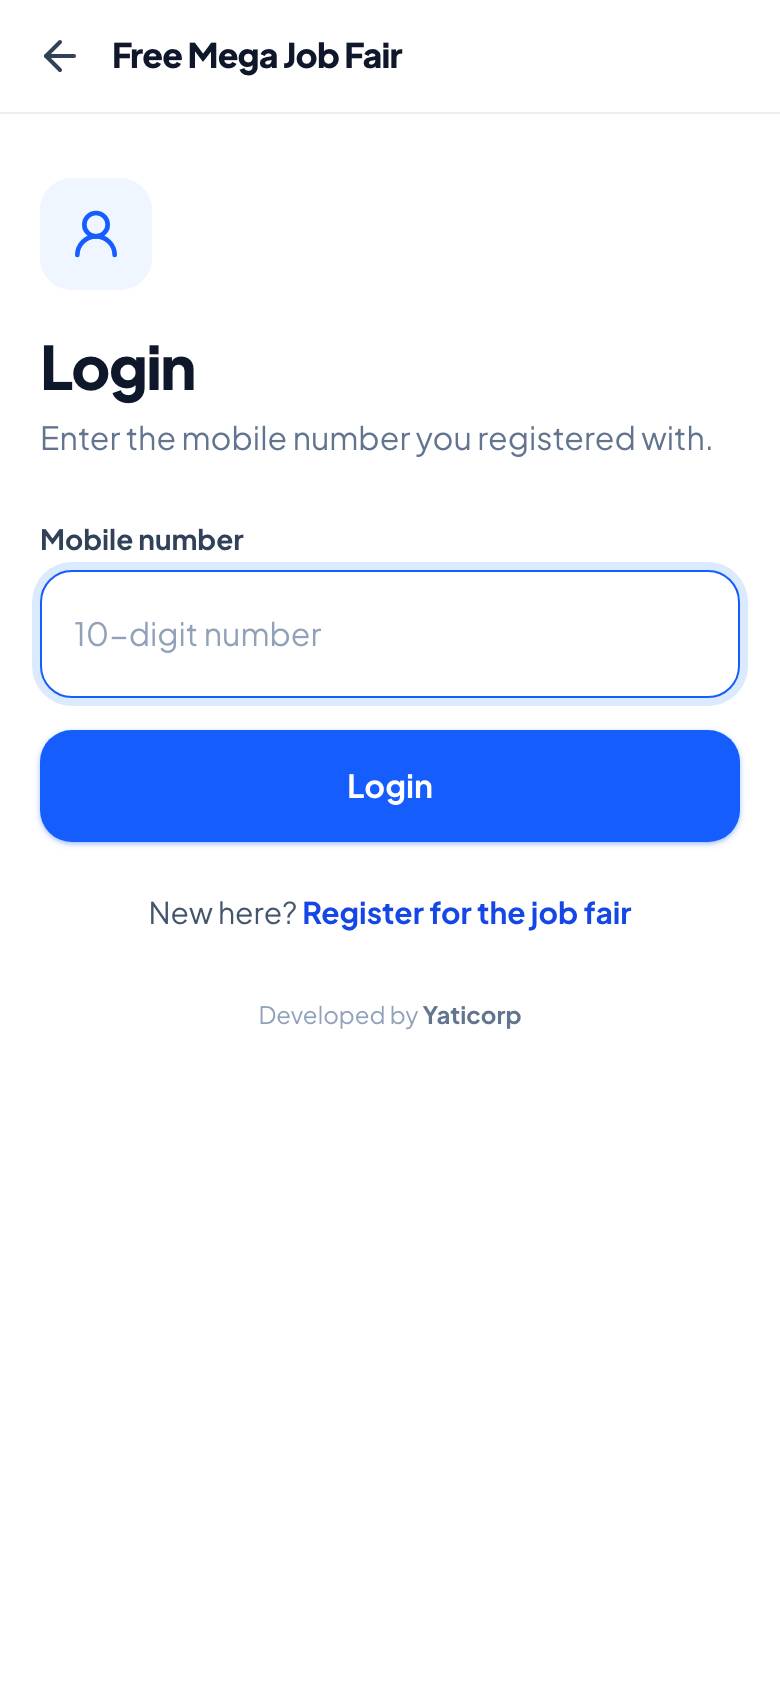 Free Mega Job Fair
Login
Enter the mobile number you registered with.
Mobile number
10-digit number
Login
New here? Register for the job fair
Developed by Yaticorp